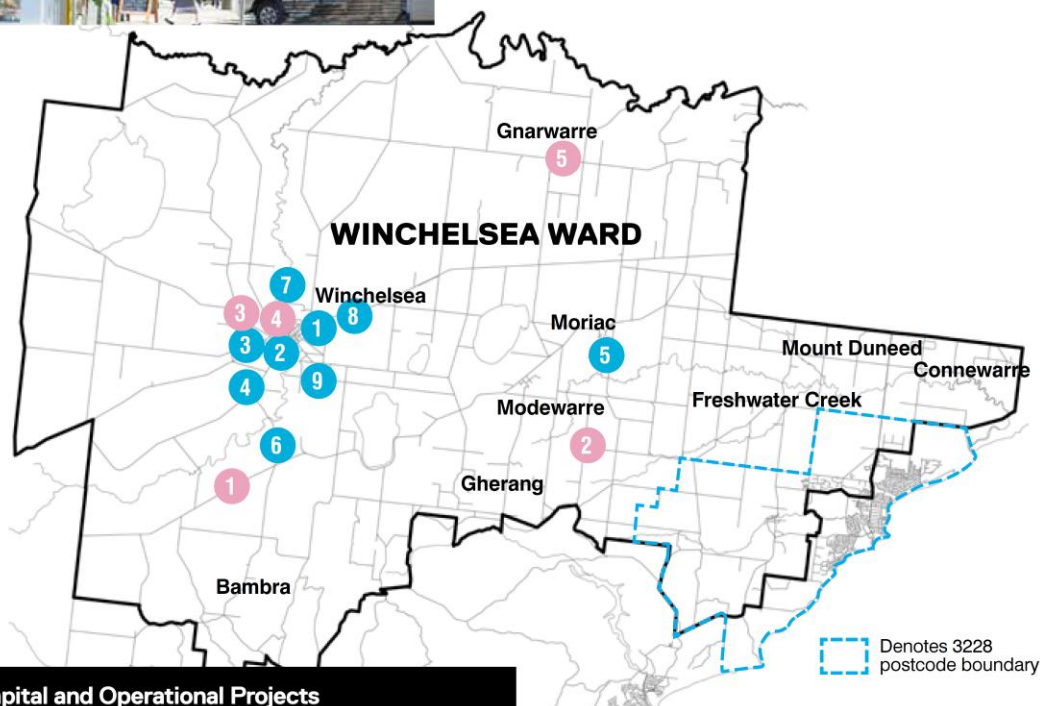 Gnarwarre
5
WINCHELSEA WARD
7
Winchelsea
3
4
1
8
3
2
Moriac
5
Mount Duneed
Connewarre
4
9
Modewarre
Freshwater Creek
6
2
1
Gherang
Bambra
Denotes 3228
postcode boundary
pital and Operational Projects